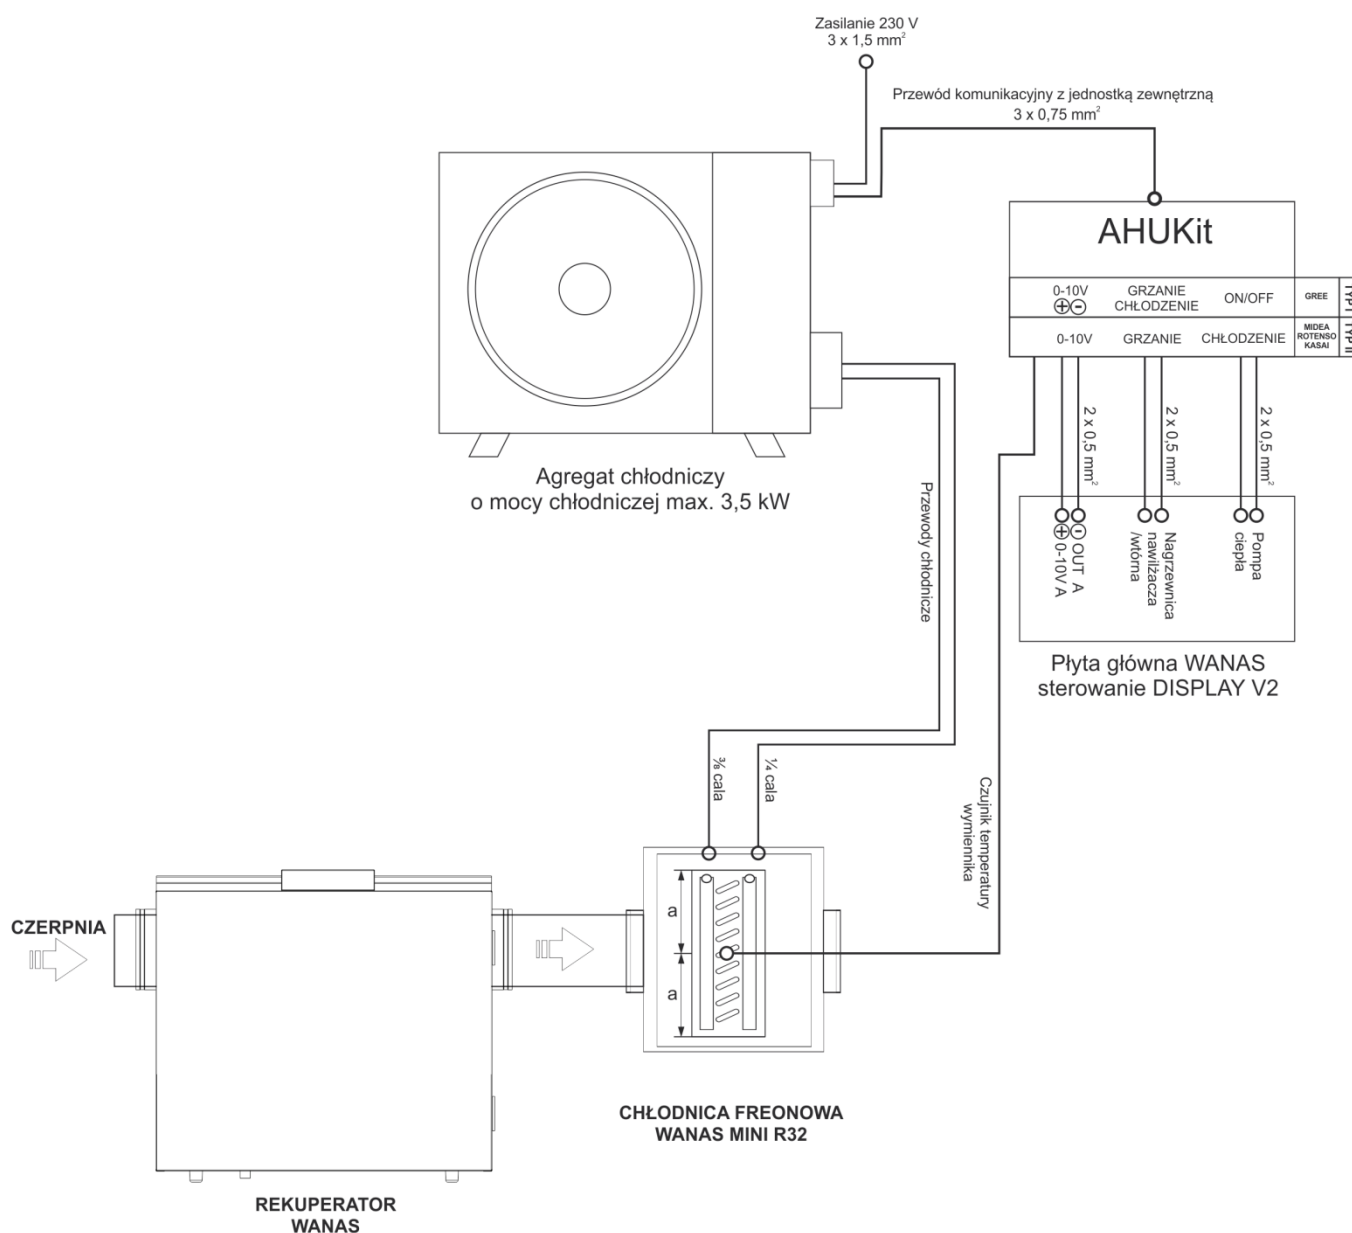 Zasilanie 230 V
3 x 1,5 mm²
Przewód komunikacyjny z jednostką zewnętrzną
3 x 0,75 mm²
AHUKit
0-10V
+ -
GRZANIE
CHŁODZENIE
ON/OFF
GREE
TYP I
0-10V
GRZANIE
CHŁODZENIE
MIDEA
ROTENSO
KASAI
TYP II
2 x 0,5 mm²
2 x 0,5 mm²
2 x 0,5 mm²
- OUT A
+ 0-10V A
Nagrzewnica
nawilżacza
/wtórna
Pompa
ciepła
Płyta główna WANAS
sterowanie DISPLAY V2
Agregat chłodniczy
o mocy chłodniczej max. 3,5 kW
Przewody chłodnicze
⅜ cala
¼ cala
Czujnik temperatury
wymiennika
CZERPNIA
a
a
CHŁODNICA FREONOWA
WANAS MINI R32
REKUPERATOR
WANAS